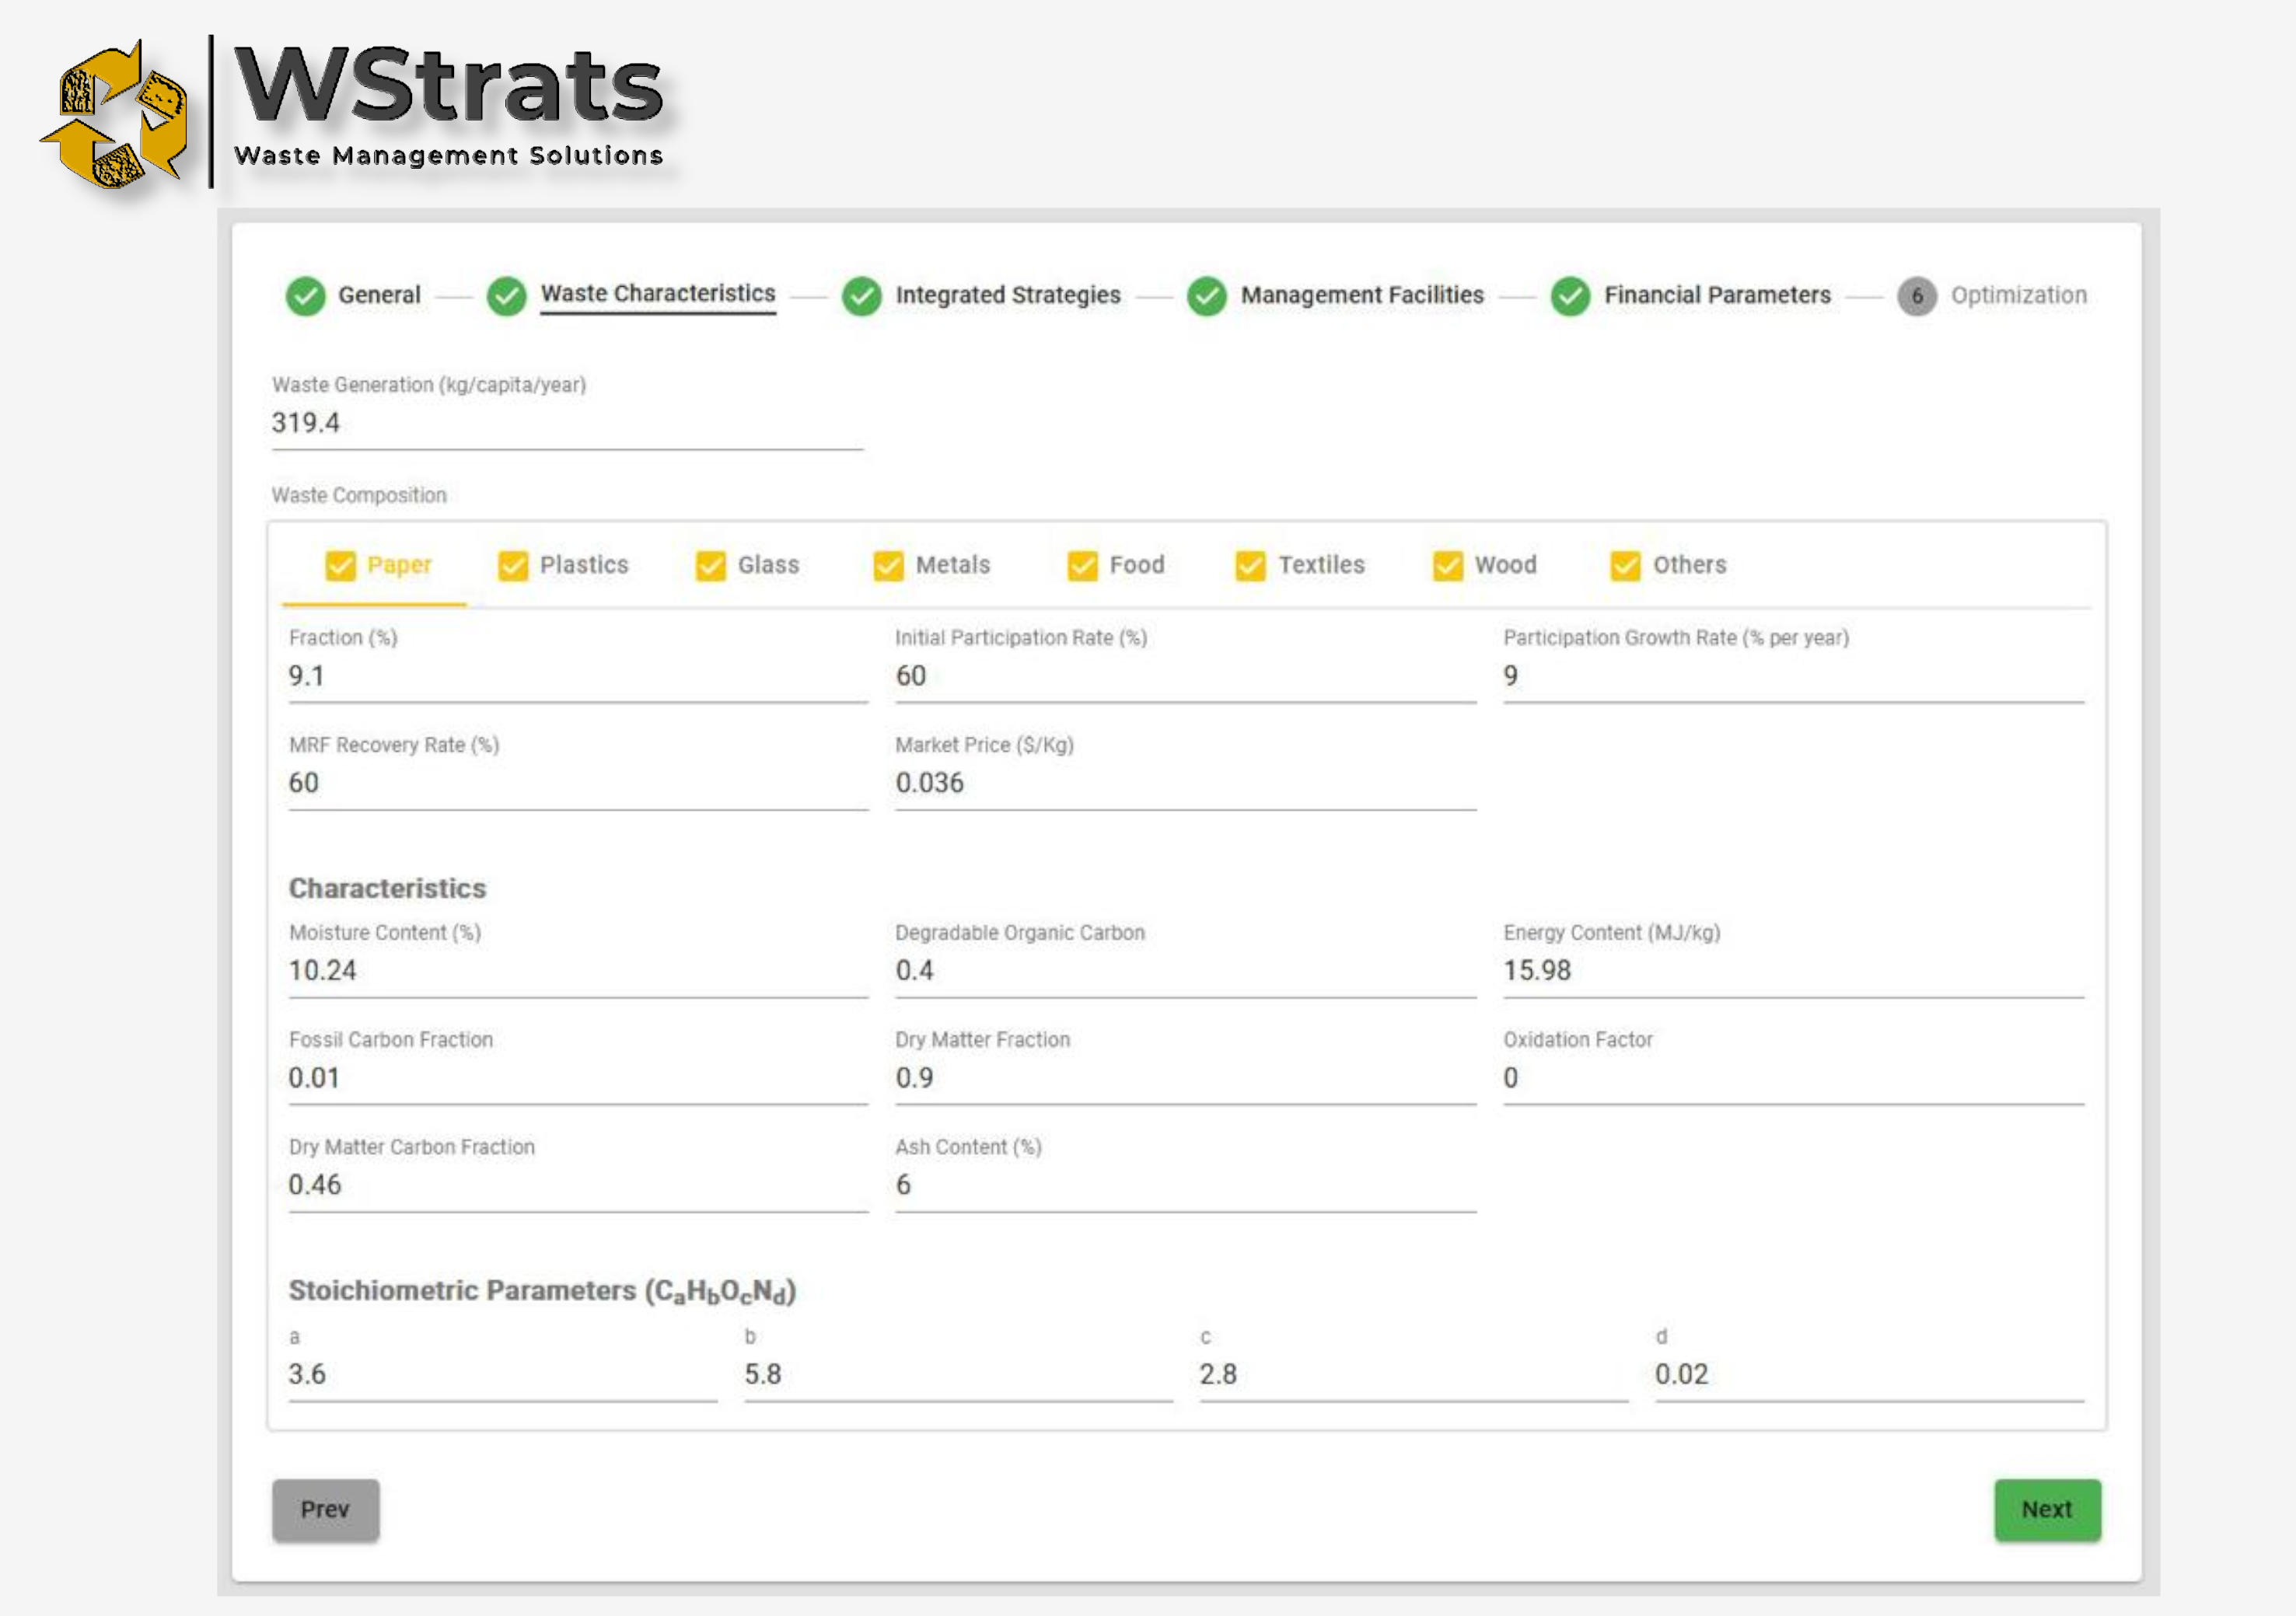 WStrats
Waste Management Solutions
General Waste Characteristics Integrated Strategies Management Facilities Financial Parameters 6 Optimization
Waste Generation (kg/capita/year)
319.4
Waste Composition
Paper Plastics Glass Metals Food Textiles Wood Others
Fraction (%) Initial Participation Rate (%) Participation Growth Rate (% per year)
9.1 60 9
MRF Recovery Rate (%) Market Price ($/Kg)
60 0.036
Characteristics
Moisture Content (%) Degradable Organic Carbon Energy Content (MJ/kg)
10.24 0.4 15.98
Fossil Carbon Fraction Dry Matter Fraction Oxidation Factor
0.01 0.9 0
Dry Matter Carbon Fraction Ash Content (%)
0.46 6
Stoichiometric Parameters (CaHbOcNd)
a b c d
3.6 5.8 2.8 0.02
Prev Next